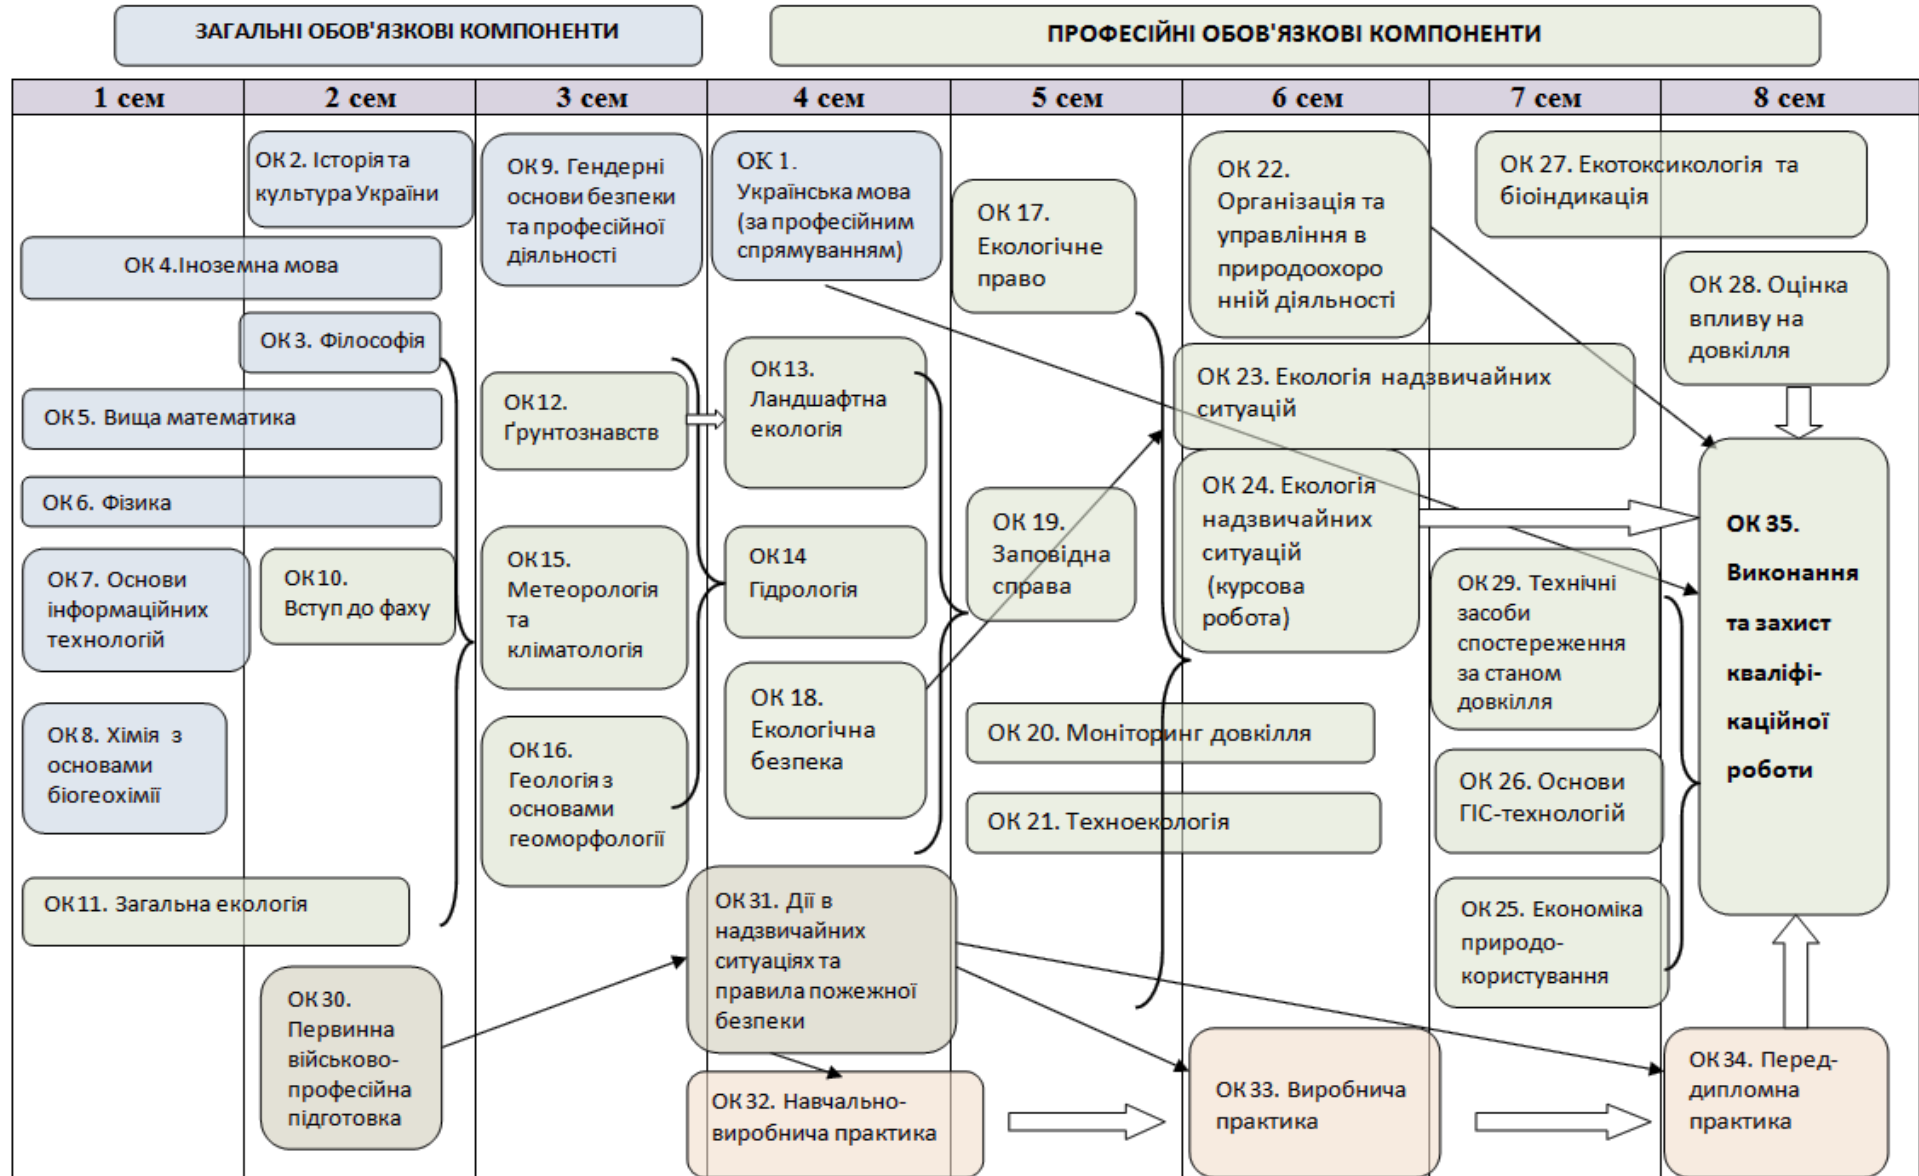 ЗАГАЛЬНІ ОБОВ'ЯЗКОВІ КОМПОНЕНТИ
ПРОФЕСІЙНІ ОБОВ'ЯЗКОВІ КОМПОНЕНТИ
1 сем
2 сем
3 сем
4 сем
5 сем
6 сем
7 сем
8 сем
ОК 4.Іноземна мова
ОК 5. Вища математика
ОК 6. Фізика
ОК 7. Основи
інформаційних
технологій
ОК 8. Хімія з
основами
біогеохімії
ОК 11. Загальна екологія
ОК 2. Історія та
культура України
ОК 3. Філософія
ОК 10.
Вступ до фаху
ОК 30.
Первинна
військово-
професійна
підготовка
ОК 9. Гендерні
основи безпеки
та професійної
діяльності
ОК 12.
Ґрунтознавств
ОК 15.
Метеорологія
та
кліматологія
ОК 16.
Геологія з
основами
геоморфології
ОК 1.
Українська мова
(за професійним
спрямуванням)
ОК 13.
Ландшафтна
екологія
ОК 14
Гідрологія
ОК 18.
Екологічна
безпека
ОК 31. Дії в
надзвичайних
ситуаціях та
правила пожежної
безпеки
ОК 32. Навчально-
виробнича практика
ОК 17.
Екологічне
право
ОК 19.
Заповідна
справа
ОК 20. Моніторинг довкілля
ОК 21. Техноекологія
ОК 22.
Організація та
управління в
природоохоро
нній діяльності
ОК 23. Екологія надзвичайних
ситуацій
ОК 24. Екологія
надзвичайних
ситуацій
(курсова
робота)
ОК 33. Виробнича
практика
ОК 27. Екотоксикологія та
біоіндикація
ОК 29. Технічні
засоби
спостереження
за станом
довкілля
ОК 26. Основи
ГІС-технологій
ОК 25. Економіка
природо-
користування
ОК 28. Оцінка
впливу на
довкілля
ОК 35.
Виконання
та захист
кваліфі-
каційної
роботи
ОК 34. Перед-
дипломна
практика